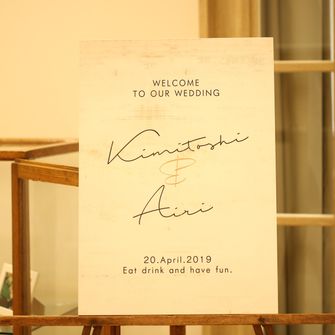 WELCOME
TO OUR WEDDING
Kimitoshi
&
Airi
20.April.2019
Eat drink and have fun.